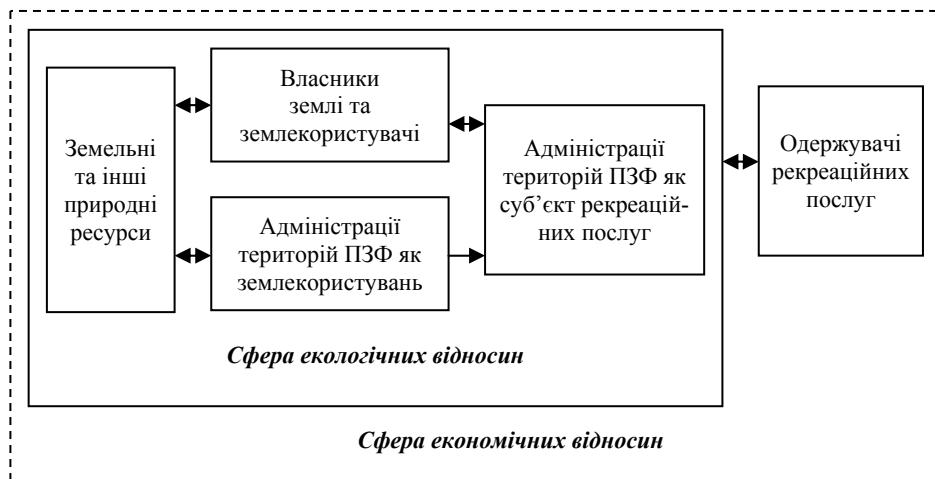 Земельні
та інші
природні
ресурси
Власники
землі та
землекористувачі
Адміністрації
територій ПЗФ як
землекористувань
Адміністрації
територій ПЗФ як
суб’єкт рекреацій-
них послуг
Одержувачі
рекреаційних
послуг
Сфера екологічних відносин
Сфера економічних відносин